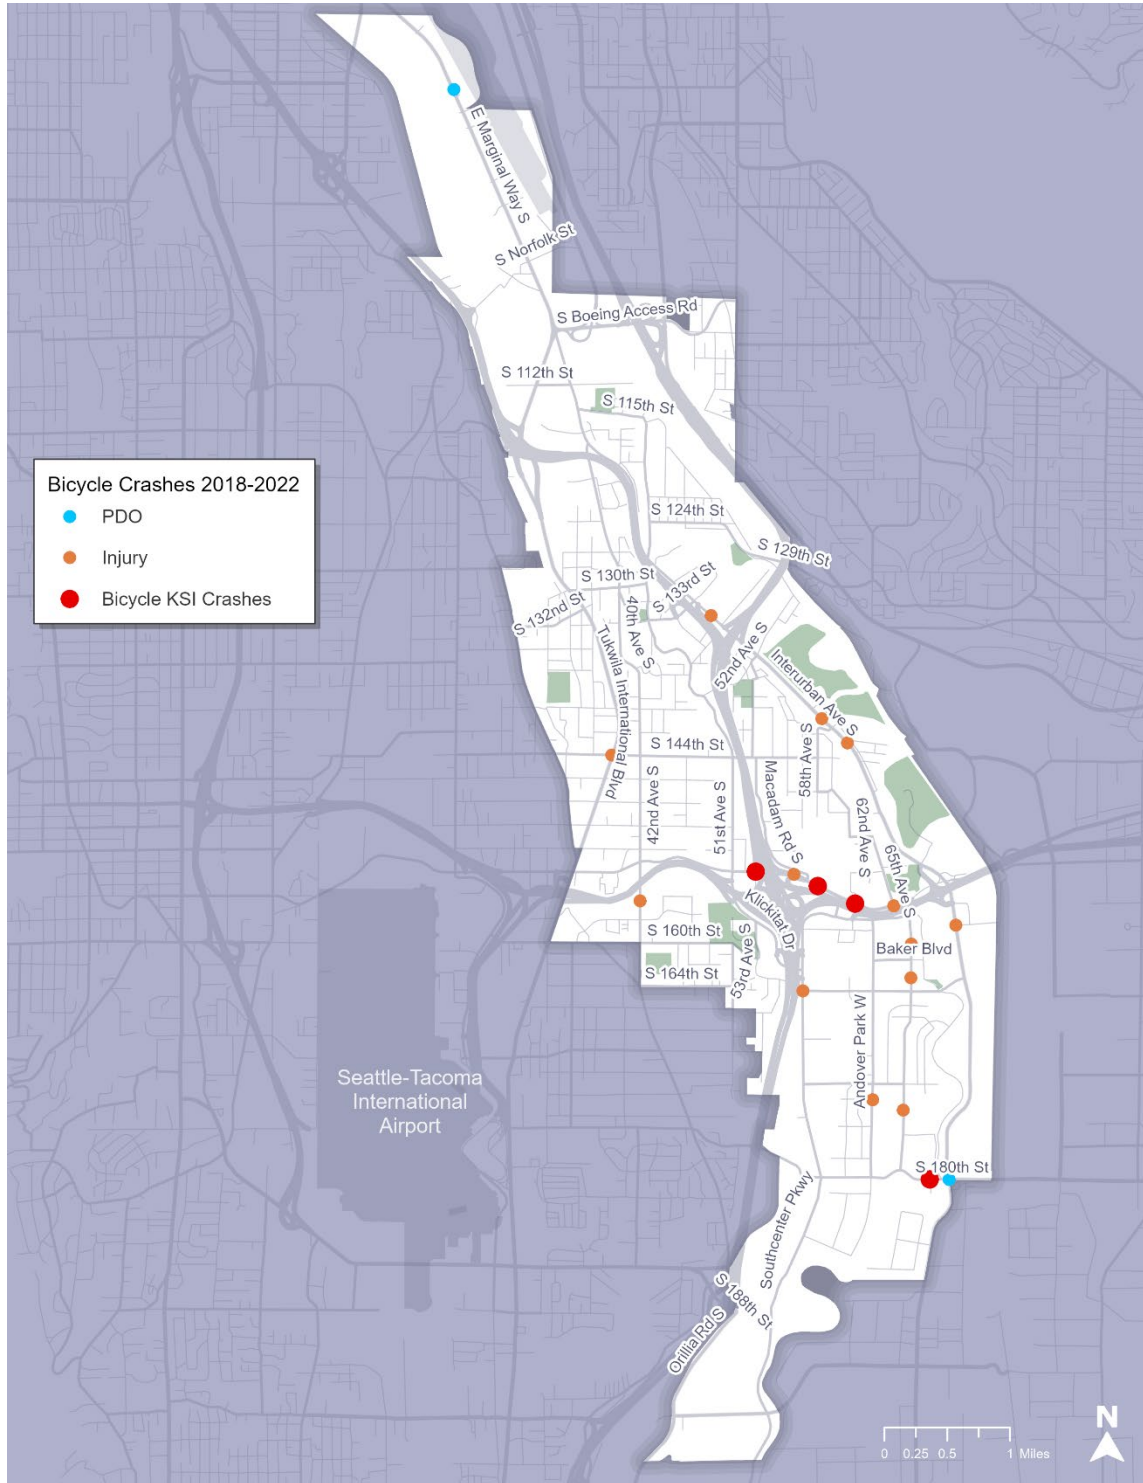 E Marginal Way S
S Norfolk St
S Boeing Access Rd
S 112th St
S 115th St
Bicycle Crashes 2018-2022
PDO
Injury
Bicycle KSI Crashes
S 124th St
S 129th St
S 130th St
S 133rd St
S 132nd St
40th Ave S
Tukwila International Blvd
52nd Ave S
Interurban Ave S
S 144th St
58th Ave S
42nd Ave S
51st Ave S
Macadam Rd S
62nd Ave S
65th Ave S
Klickitat Dr
S 160th St
53rd Ave S
Baker Blvd
S 164th St
Andover Park W
Seattle-Tacoma
International
Airport
S 180th St
Southcenter Pkwy
S 188th St
Orillia Rd S
N
0 0.25 0.5 1 Miles